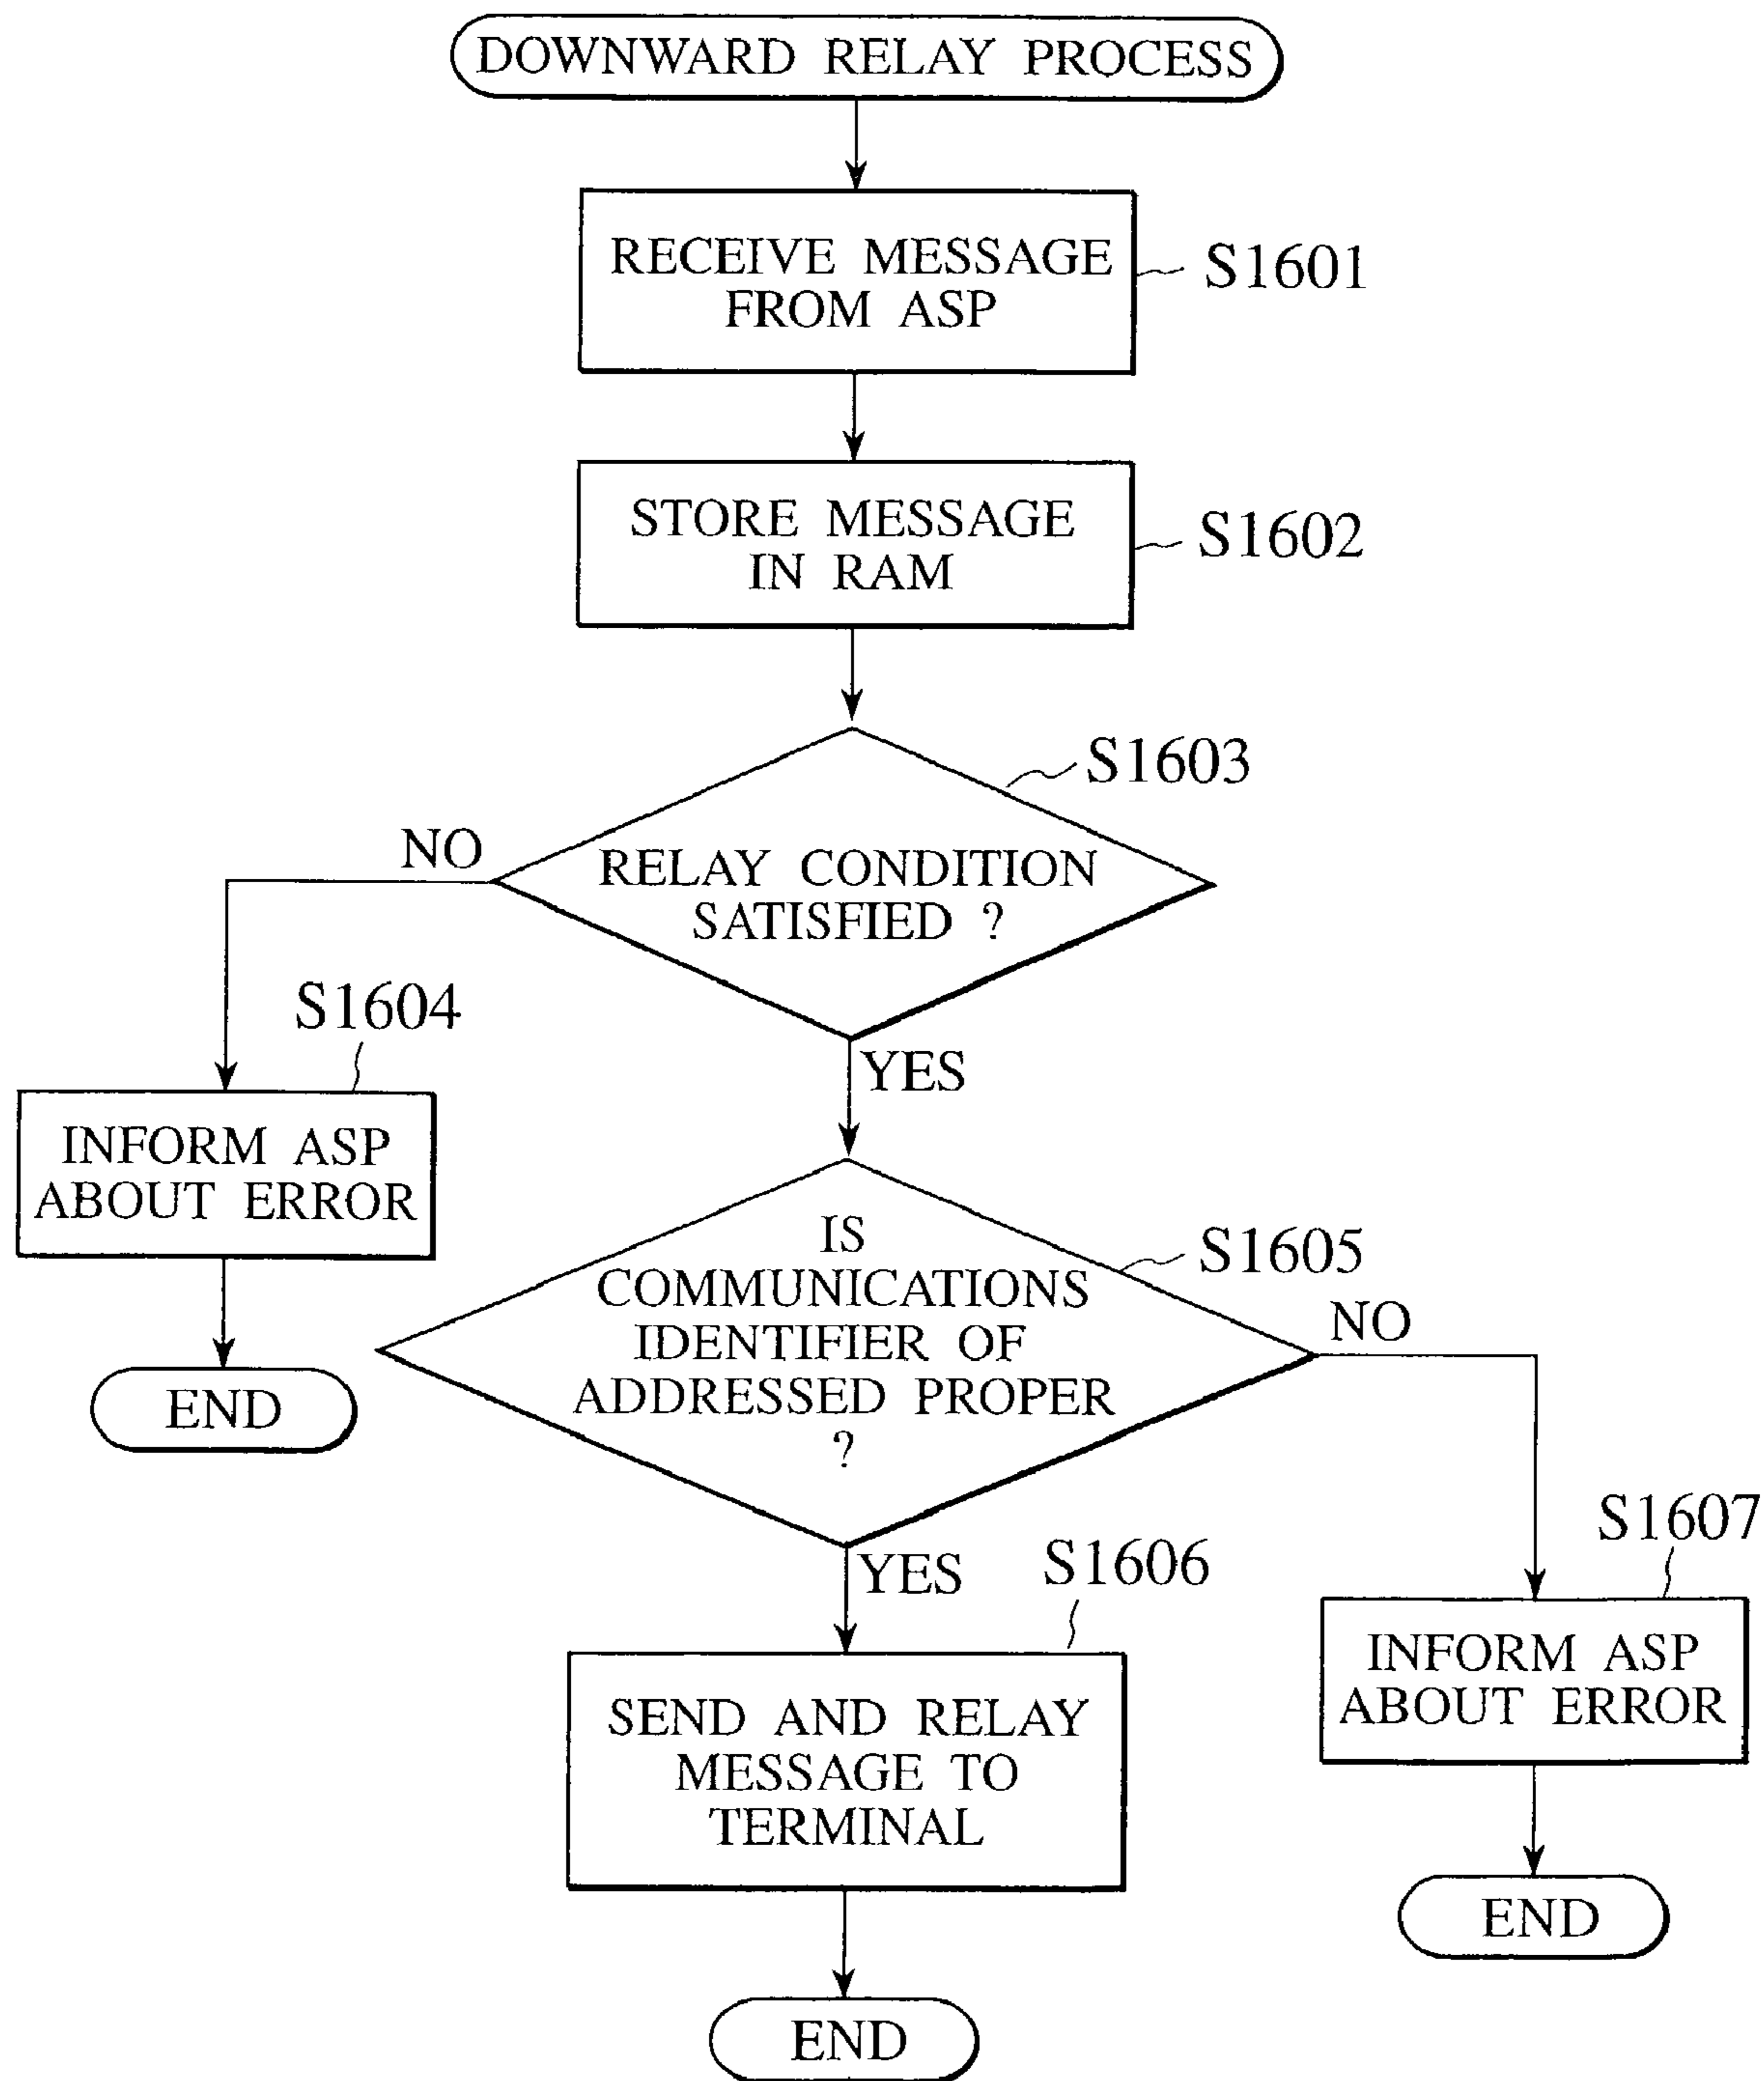 DOWNWARD RELAY PROCESS
RECEIVE MESSAGE
FROM ASP
S1601
STORE MESSAGE
IN RAM
S1602
S1603
NO
RELAY CONDITION
SATISFIED ?
S1604
YES
INFORM ASP
ABOUT ERROR
END
IS
COMMUNICATIONS
IDENTIFIER OF
ADDRESSED PROPER
?
S1605
NO
YES
S1606
S1607
SEND AND RELAY
MESSAGE TO
TERMINAL
INFORM ASP
ABOUT ERROR
END
END